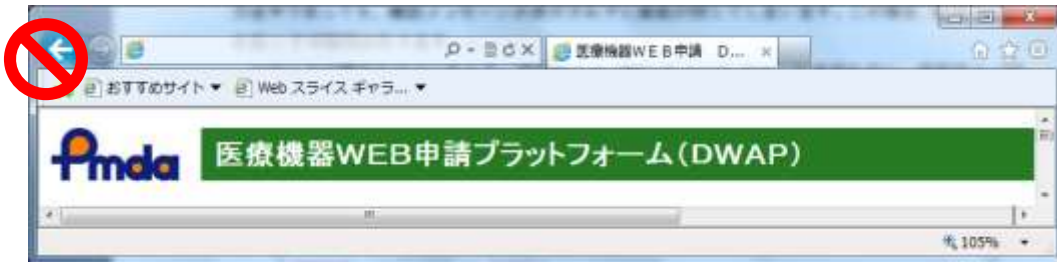 医療機器WEB申請 D...
おすすめサイト Web スライス ギャラ...
Pmda 医療機器WEB申請プラットフォーム(DWAP)
105%